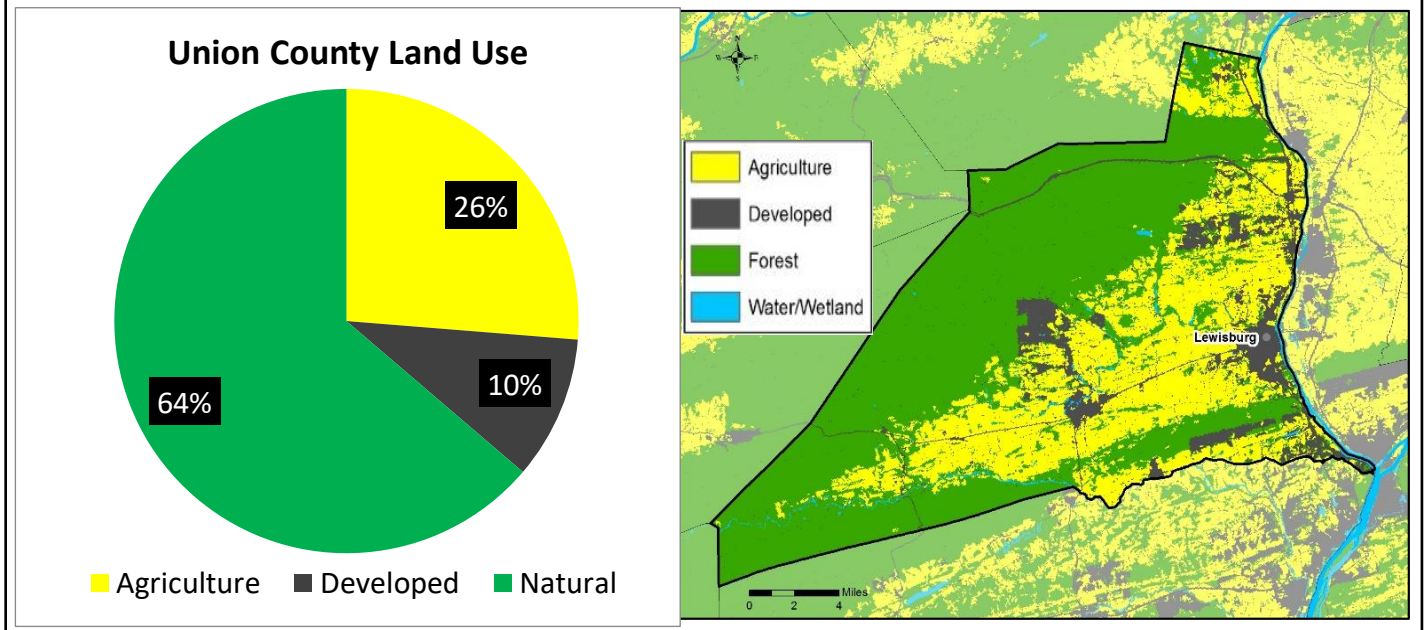 Union County Land Use
26%
10%
64%
Agriculture Developed Natural
N
W E
S
Agriculture
Developed
Forest
Water/Wetland
Lewisburg
Miles
0 2 4